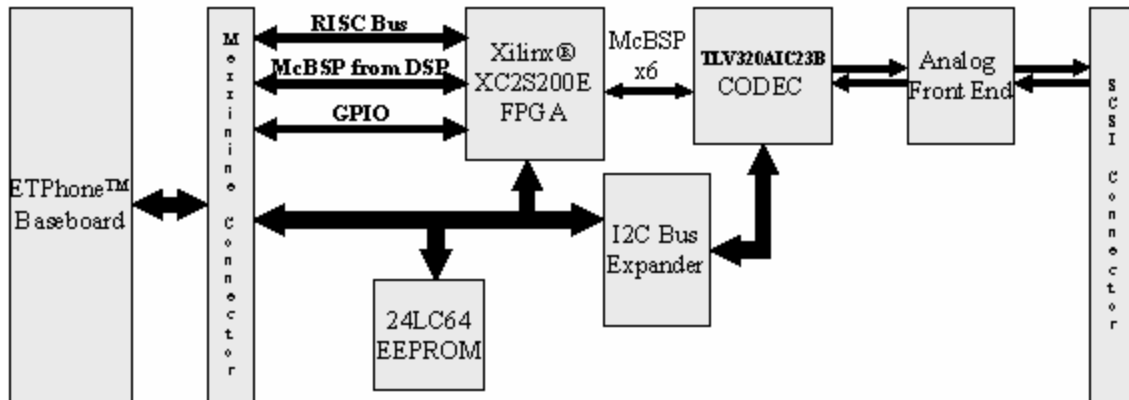 ETPhone™
Baseboard
Mezzinine Connector
RISC Bus
McBSP from DSP
GPIO
Xilinx®
XC2S200E
FPGA
McBSP
x6
TLV320AIC23B
CODEC
Analog
Front End
SCSI Connector
I2C Bus
Expander
24LC64
EEPROM